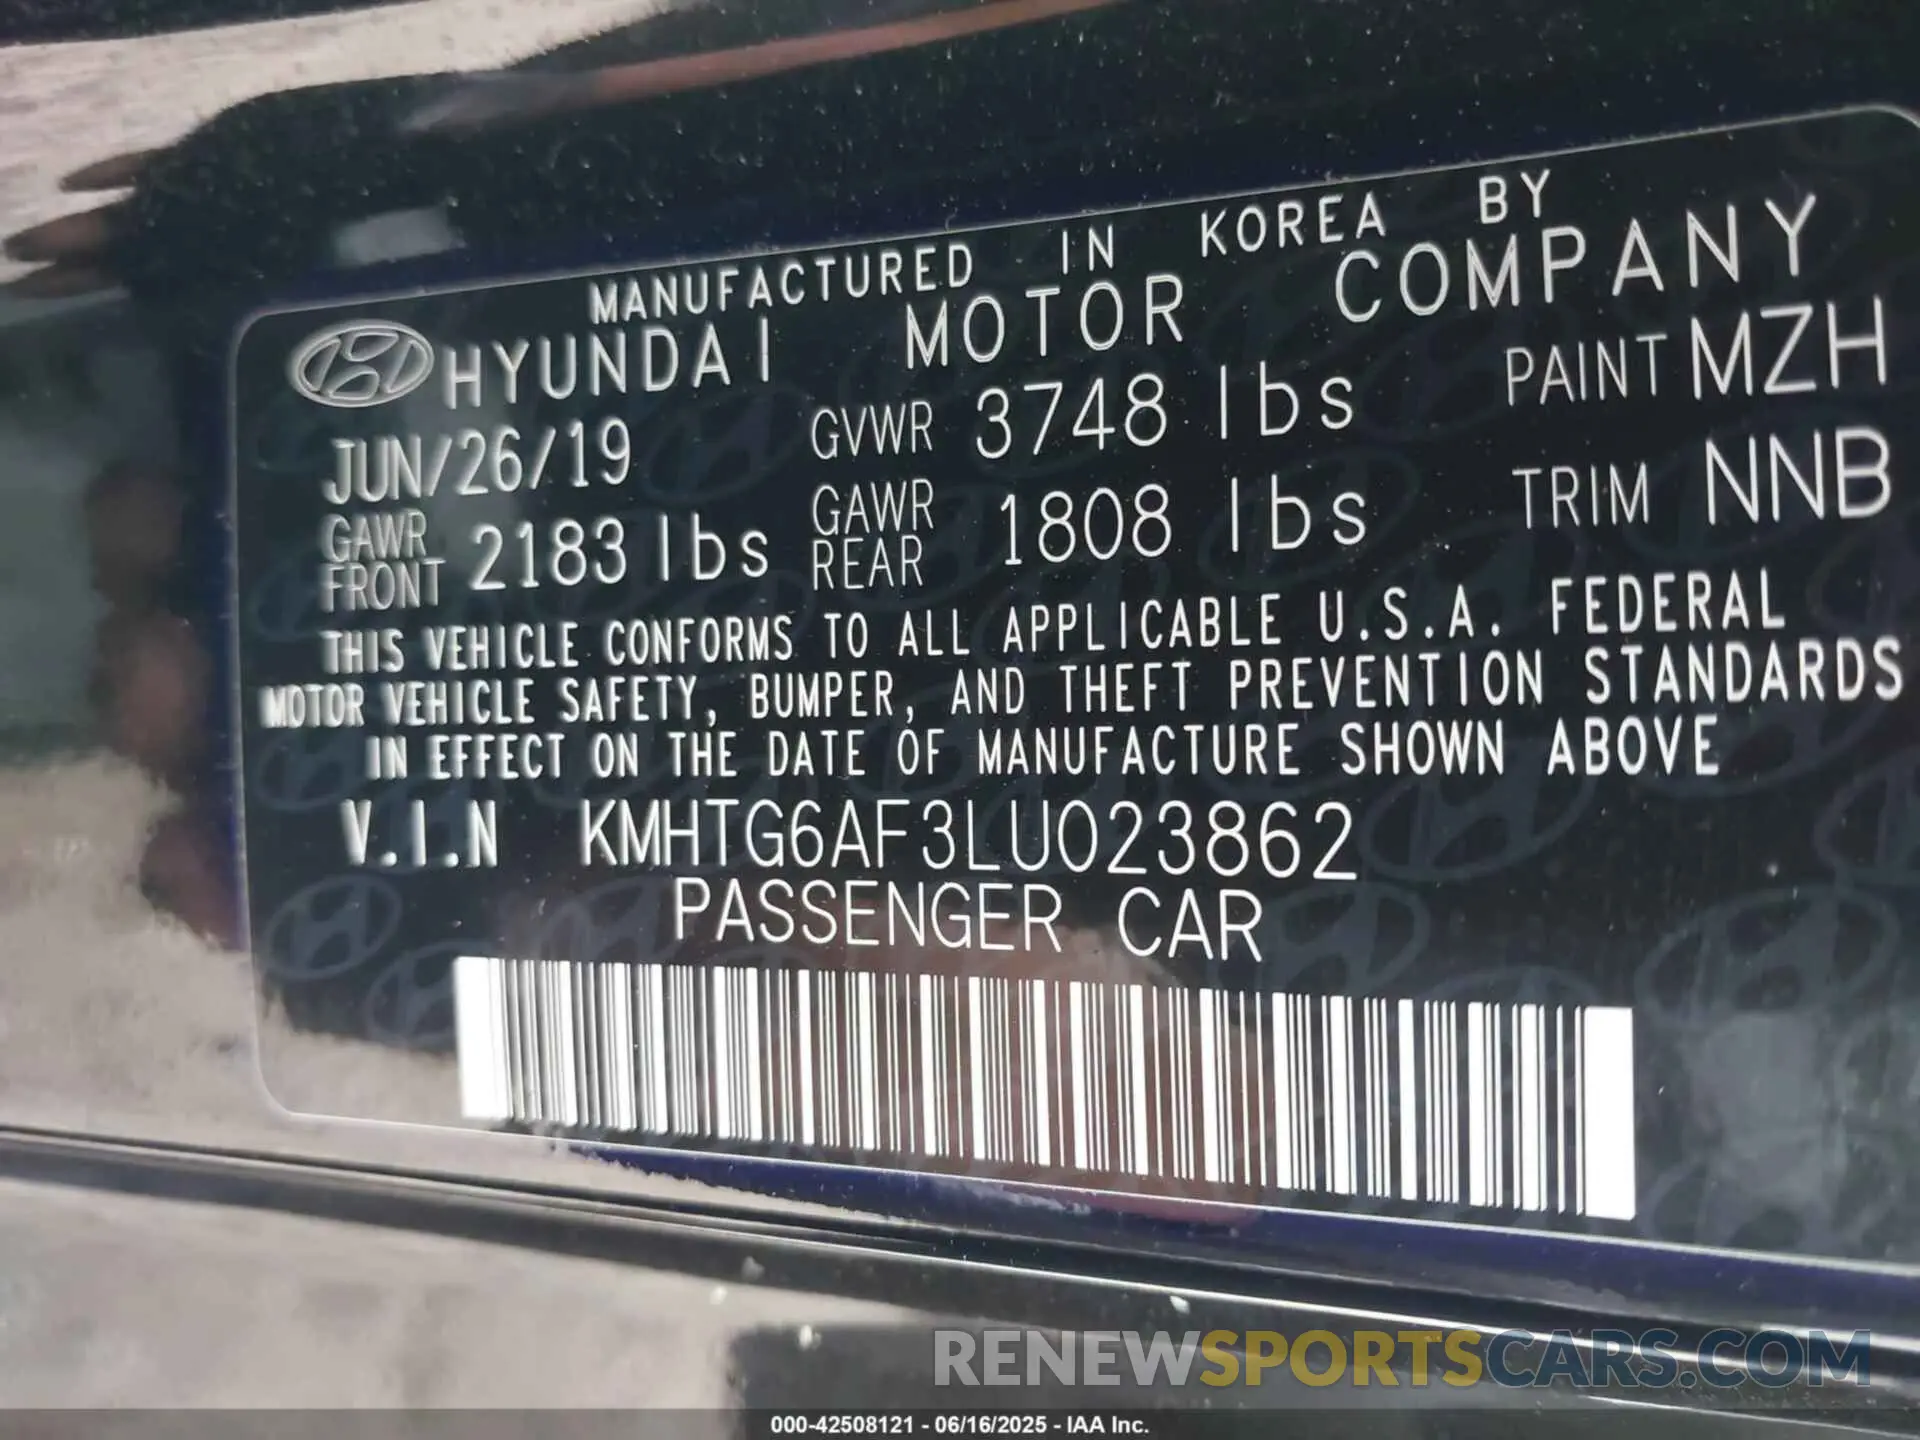 MANUFACTURED IN KOREA BY
HYUNDAI MOTOR COMPANY
JUN/26/19 GVWR 3748 lbs PAINT MZH
GAWR FRONT 2183 lbs GAWR REAR 1808 lbs TRIM NNB
THIS VEHICLE CONFORMS TO ALL APPLICABLE U.S.A. FEDERAL
MOTOR VEHICLE SAFETY, BUMPER, AND THEFT PREVENTION STANDARDS
IN EFFECT ON THE DATE OF MANUFACTURE SHOWN ABOVE
V.I.N KMHTG6AF3LU023862
PASSENGER CAR
RENEWSPORTSCARS.COM
000-42508121 - 06/16/2025 - IAA Inc.